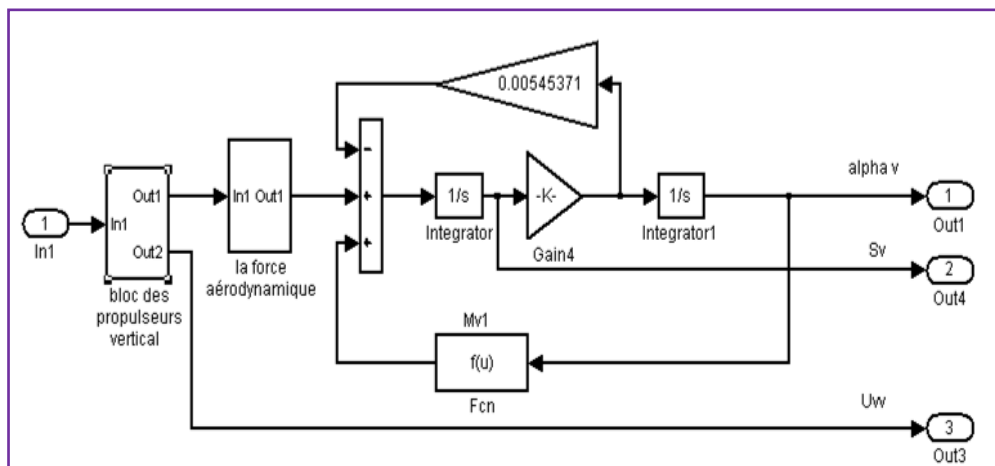 0.00545371
alpha v
Out1
In1
Out2
In1 Out1
−
+
+
1/s
-K-
1/s
1
1
In1
Out1
Integrator
Gain4
Integrator1
la force
aérodynamique
bloc des
propulseurs
vertical
Sv
2
Out4
Mv1
f(u)
Fcn
Uvv
3
Out3